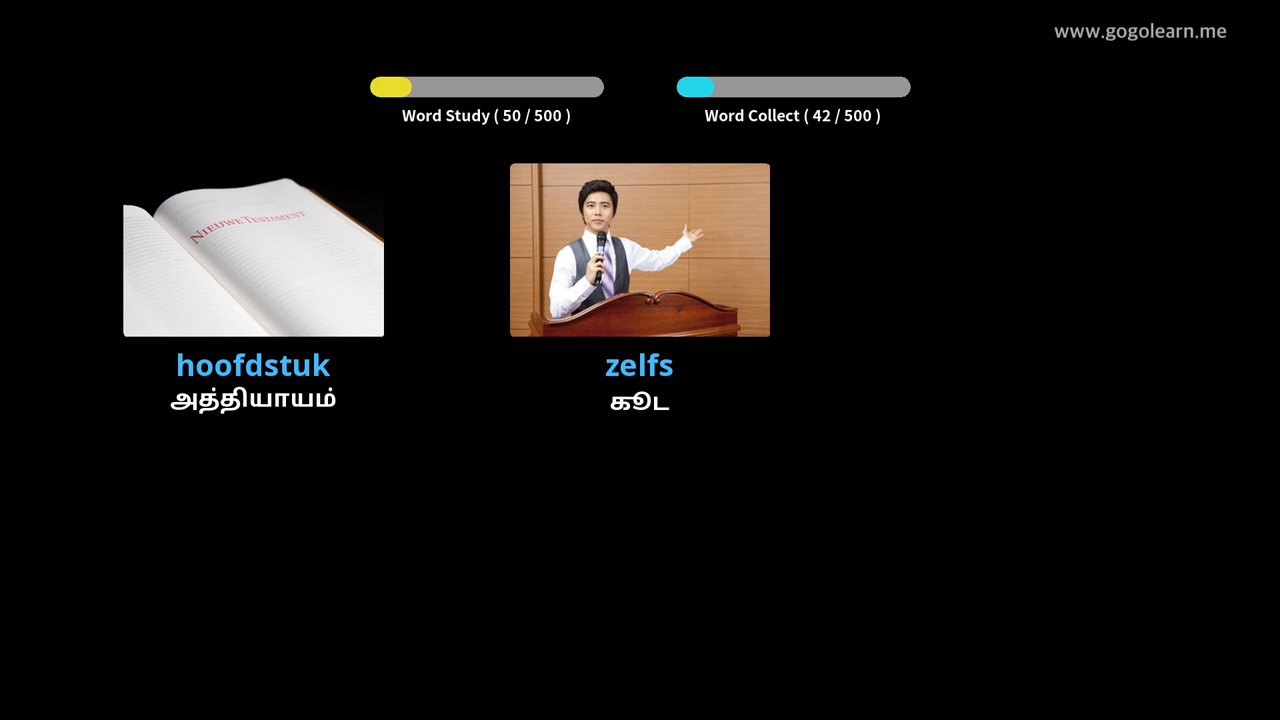 www.gogolearn.me
Word Study ( 50 / 500 )
Word Collect ( 42 / 500 )
NIEUWE TESTAMENT
hoofdstuk
அத்தியாயம்
zelfs
கூட